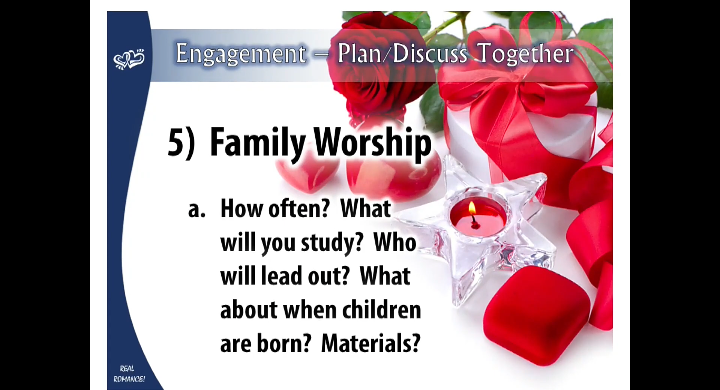 Engagement – Plan/Discuss Together
5) Family Worship
a. How often? What
will you study? Who
will lead out? What
about when children
are born? Materials?
REAL
ROMANCE!